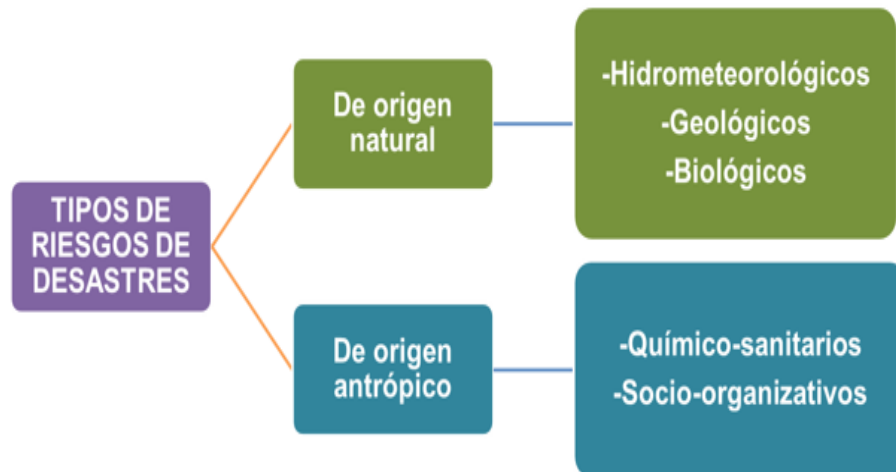 TIPOS DE
RIESGOS DE
DESASTRES
De origen
natural
-Hidrometeorológicos
-Geológicos
-Biológicos
De origen
antrópico
-Químico-sanitarios
-Socio-organizativos